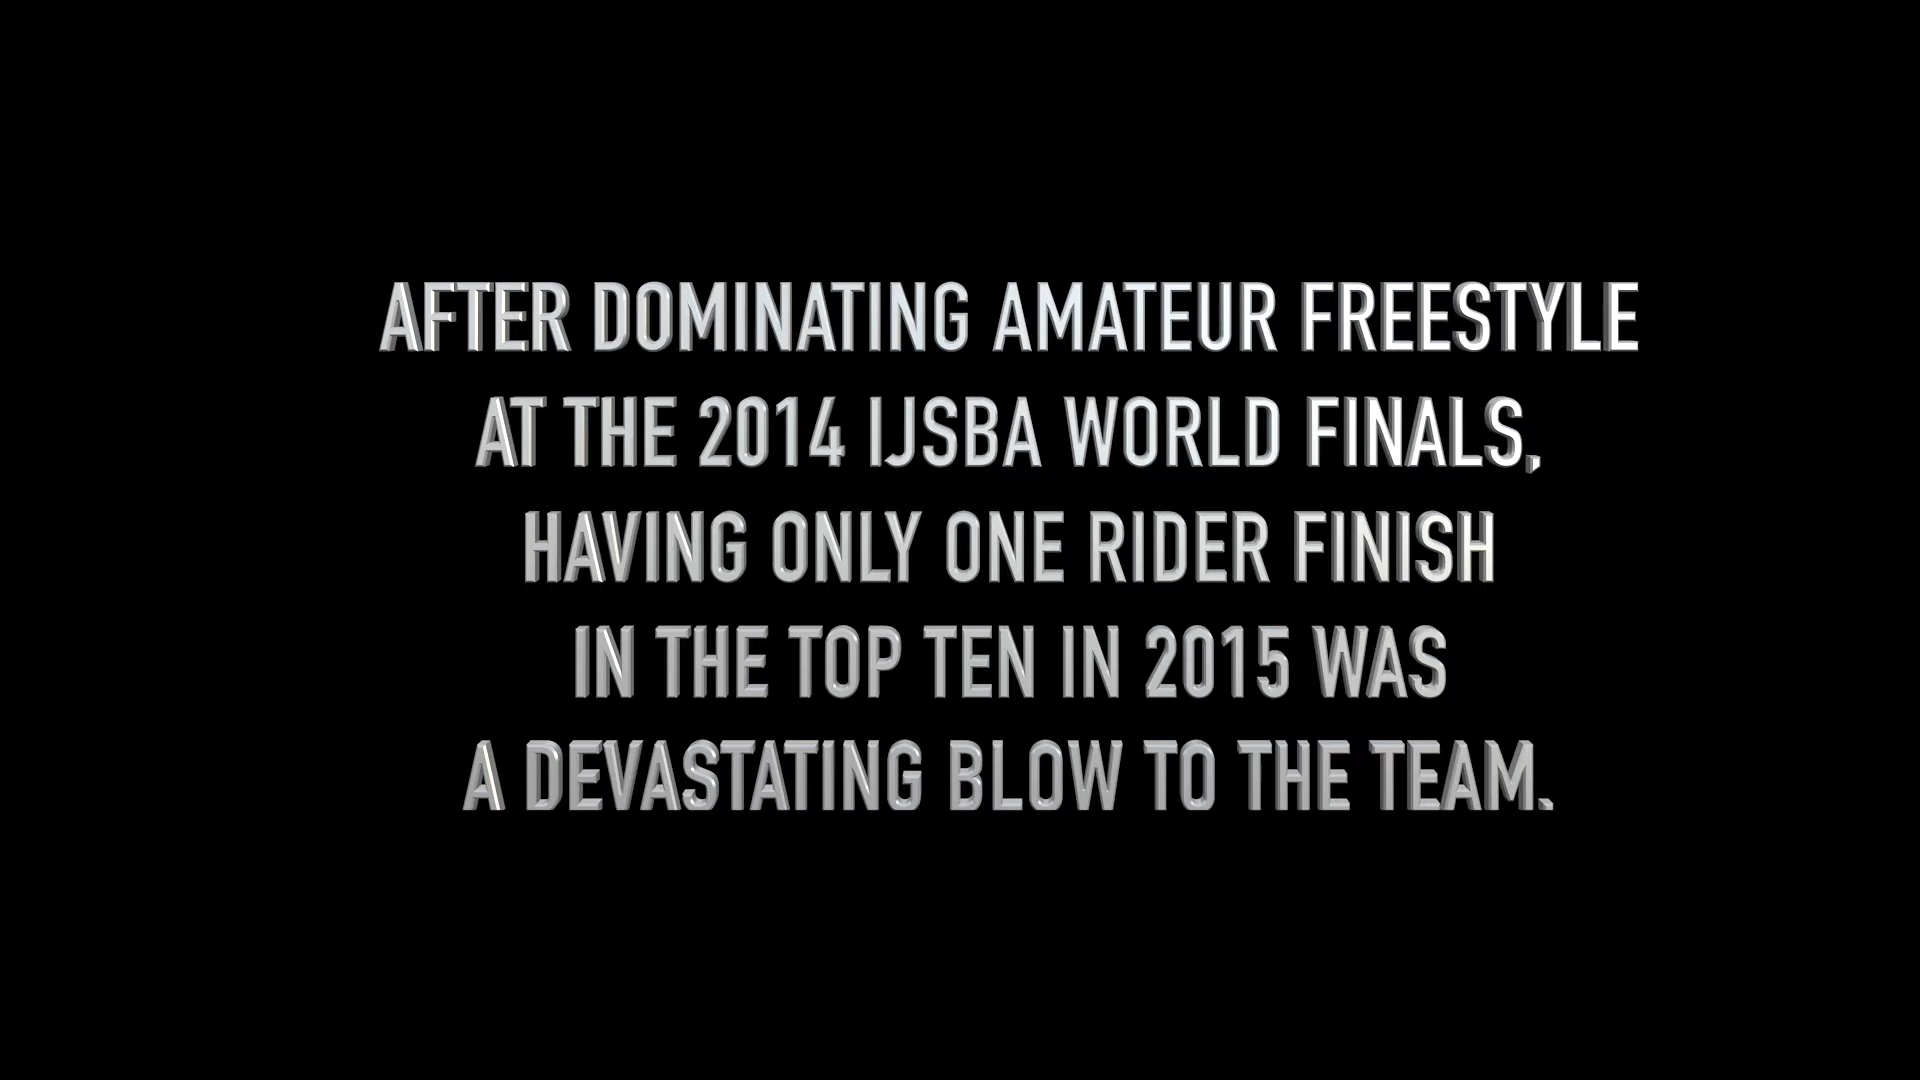 AFTER DOMINATING AMATEUR FREESTYLE
AT THE 2014 IJSBA WORLD FINALS,
HAVING ONLY ONE RIDER FINISH
IN THE TOP TEN IN 2015 WAS
A DEVASTATING BLOW TO THE TEAM.